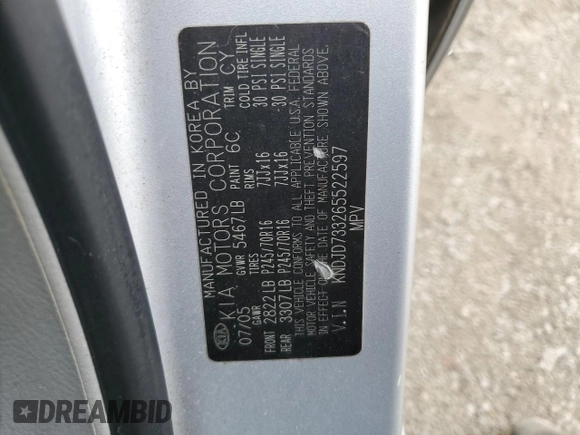 MANUFACTURED IN KOREA BY
KIA KIA MOTORS CORPORATION
07/05 GVWR 5467LB PAINT 6C TRIM CY
GAWR TIRES RIMS COLD TIRE INFL
FRONT 2822LB P245/70R16 7JJx16 30 PSI SINGLE
REAR 3307LB P245/70R16 7JJx16 30 PSI SINGLE
THIS VEHICLE CONFORMS TO ALL APPLICABLE U.S.A. FEDERAL
MOTOR VEHICLE SAFETY AND THEFT PREVENTION STANDARDS
IN EFFECT ON THE DATE OF MANUFACTURE SHOWN ABOVE.
V.I.N KNDJD733265522597
MPV
DREAMBID